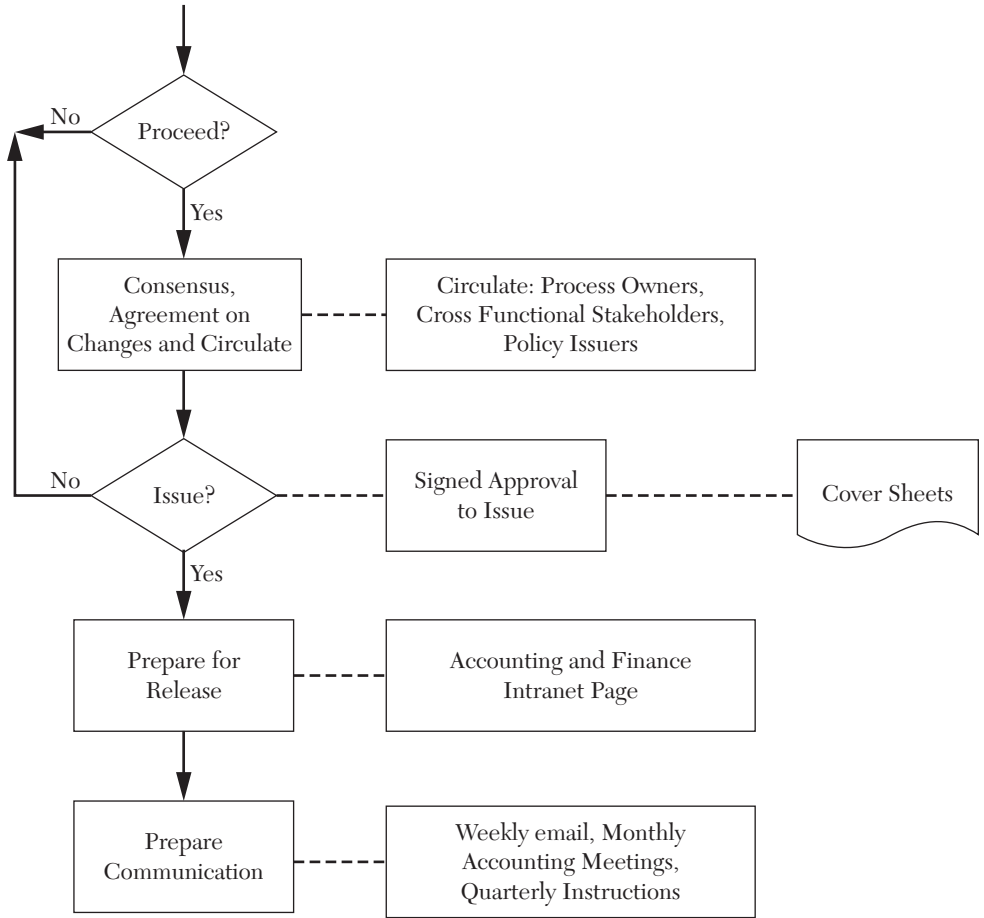 No
Proceed?
Yes
Consensus,
Agreement on
Changes and Circulate
Circulate: Process Owners,
Cross Functional Stakeholders,
Policy Issuers
No
Issue?
Signed Approval
to Issue
Cover Sheets
Yes
Prepare for
Release
Accounting and Finance
Intranet Page
Prepare
Communication
Weekly email, Monthly
Accounting Meetings,
Quarterly Instructions